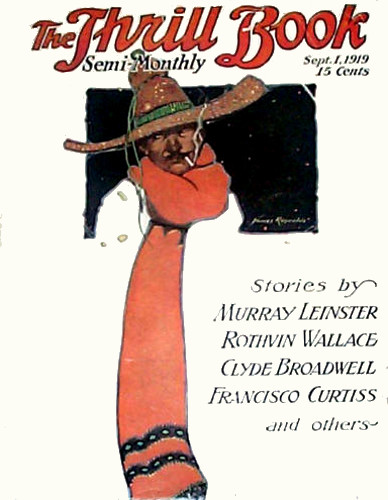 The Thrill Book
Semi-Monthly
Sept. 1, 1919
15 Cents
Stories by
MURRAY LEINSTER
ROTHVIN WALLACE
CLYDE BROADWELL
FRANCISCO CURTISS
and others